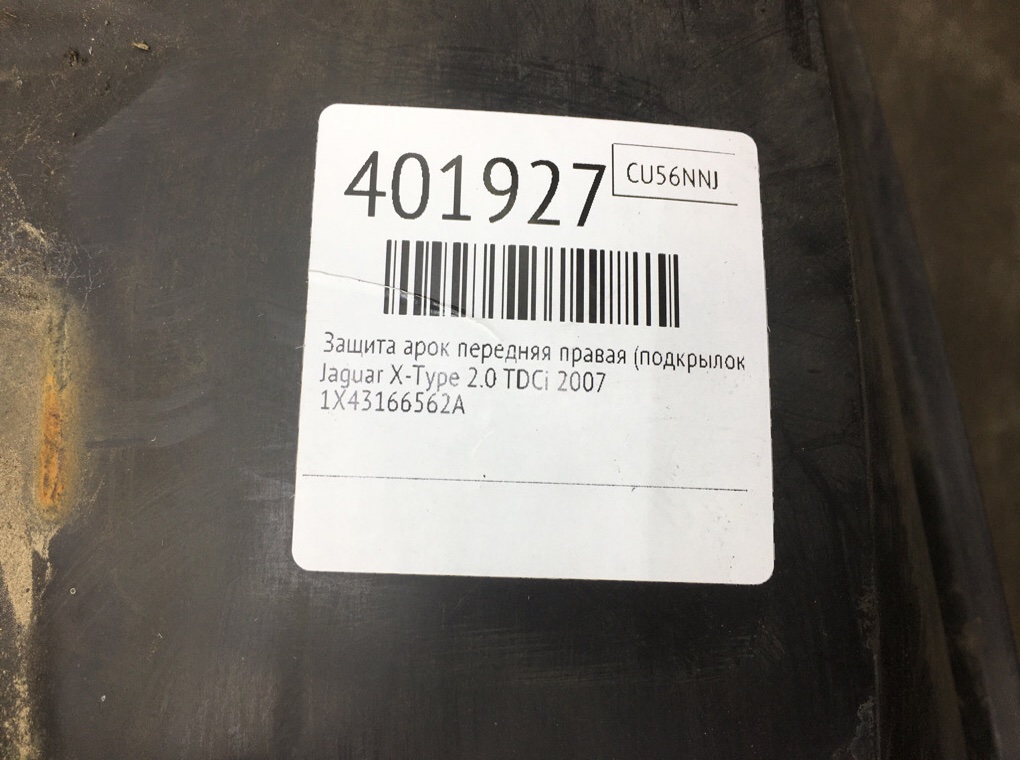 401927
CU56NNJ
Защита арок передняя правая (подкрылок
Jaguar X-Type 2.0 TDCi 2007
1X43166562A